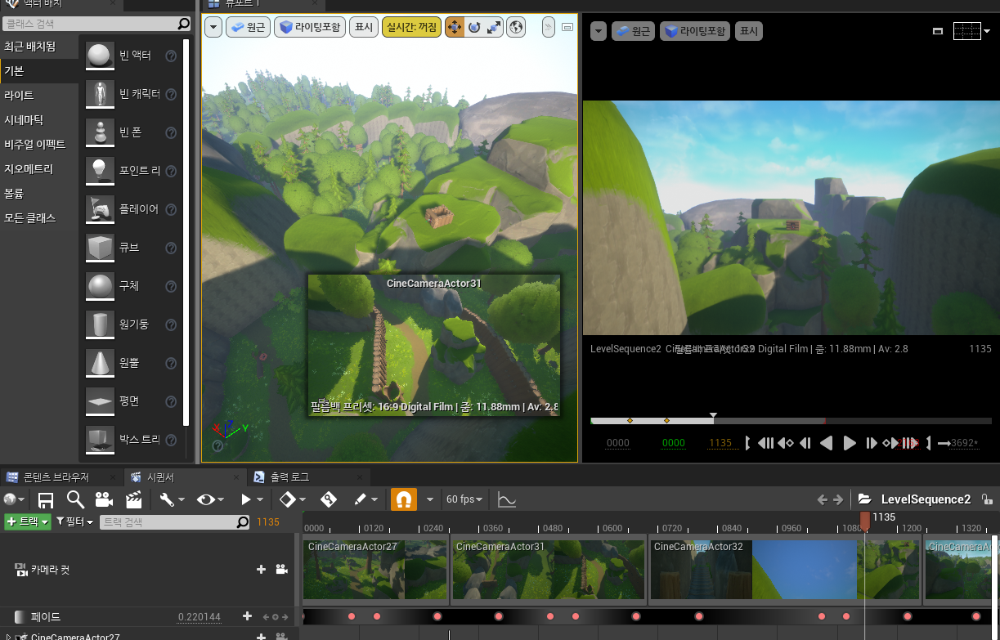 액터 배치
뷰포트 1
클래스 검색
최근 배치됨
기본
라이트
시네마틱
비주얼 이펙트
지오메트리
볼륨
모든 클래스
빈 액터
빈 캐릭터
빈 폰
포인트 리
플레이어
큐브
구체
원기둥
원뿔
평면
박스 트리
원근
라이팅포함
표시
실시간: 꺼짐
CineCameraActor31
필름백 프리셋: 16:9 Digital Film | 줌: 11.88mm | Av: 2.8
X Z Y
원근
라이팅포함
표시
LevelSequence2
Digital Film | 줌: 11.88mm | Av: 2.8
1135
0000
0000
1135
3692*
콘텐츠 브라우저
시퀀서
출력 로그
60 fps
LevelSequence2
트랙
필터
트랙 검색
1135
1135
0000 0120 0240 0360 0480 0600 0720 0840 0960 1080 1200 1320
카메라 컷
CineCameraActor27
CineCameraActor31
CineCameraActor32
CineCameraA
페이드
0.220144
CineCameraActor27